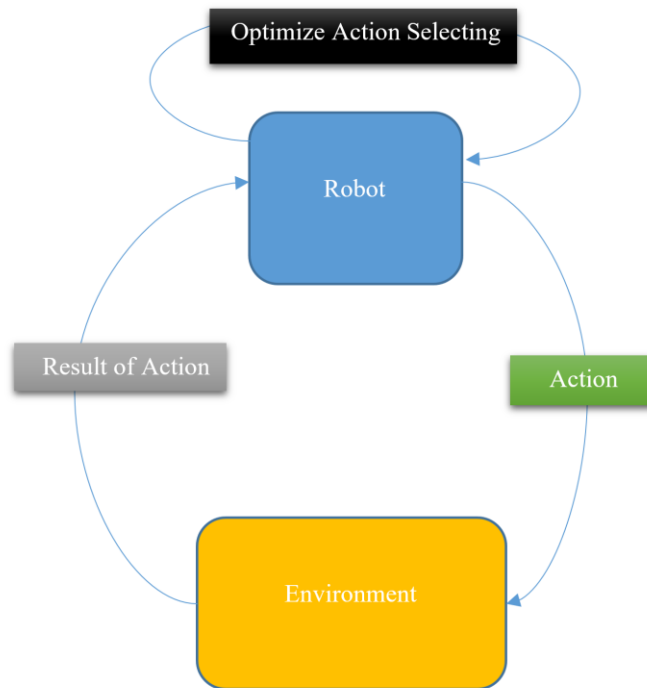 Optimize Action Selecting
Robot
Result of Action
Action
Environment